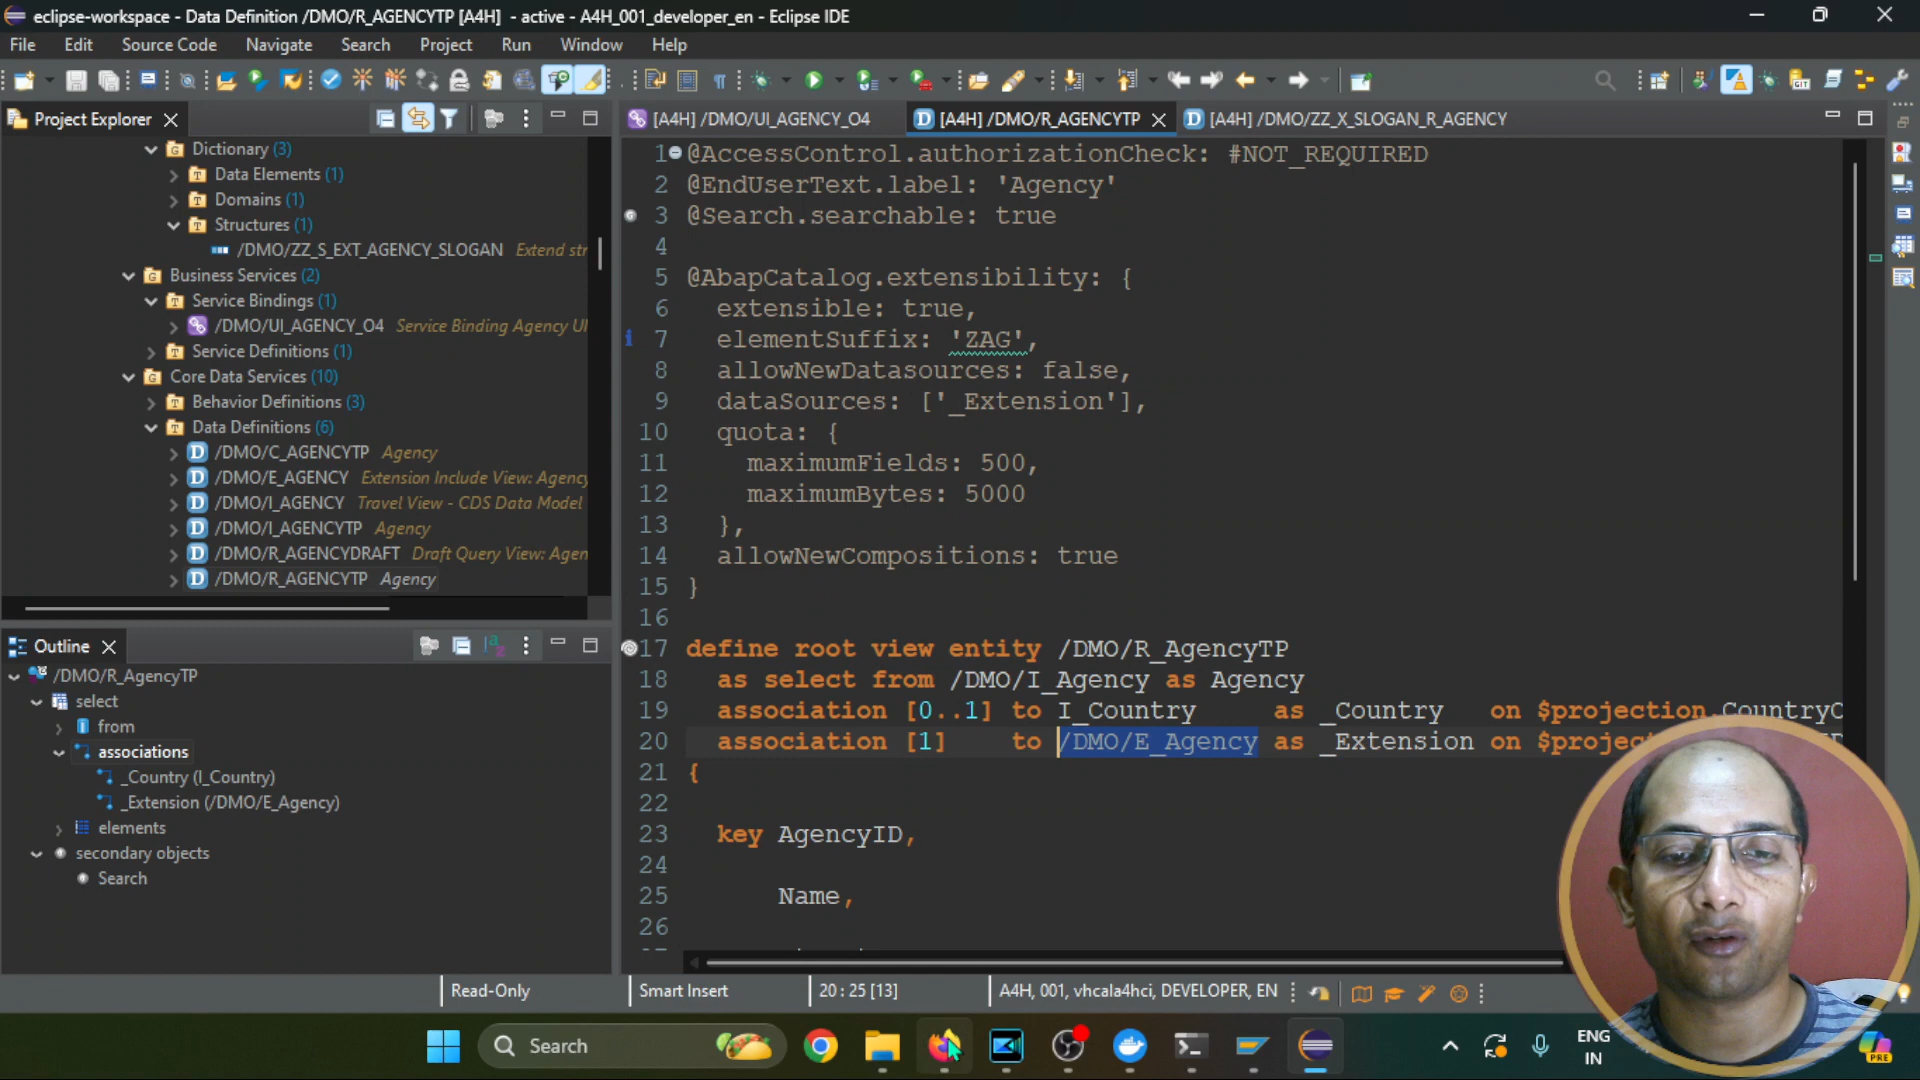 eclipse-workspace - Data Definition /DMO/R_AGENCYTP [A4H] - active - A4H_001_developer_en - Eclipse IDE
File Edit Source Code Navigate Search Project Run Window Help
Project Explorer
Dictionary (3)
Data Elements (1)
Domains (1)
Structures (1)
/DMO/ZZ_S_EXT_AGENCY_SLOGAN Extend str
Business Services (2)
Service Bindings (1)
/DMO/UI_AGENCY_O4 Service Binding Agency UI
Service Definitions (1)
Core Data Services (10)
Behavior Definitions (3)
Data Definitions (6)
/DMO/C_AGENCYTP Agency
/DMO/E_AGENCY Extension Include View: Agency
/DMO/I_AGENCY Travel View - CDS Data Model
/DMO/I_AGENCYTP Agency
/DMO/R_AGENCYDRAFT Draft Query View: Agen
/DMO/R_AGENCYTP Agency
Outline
/DMO/R_AgencyTP
select
from
associations
_Country (I_Country)
_Extension (/DMO/E_Agency)
elements
secondary objects
Search
[A4H] /DMO/UI_AGENCY_O4 [A4H] /DMO/R_AGENCYTP [A4H] /DMO/ZZ_X_SLOGAN_R_AGENCY
1 @AccessControl.authorizationCheck: #NOT_REQUIRED
2 @EndUserText.label: 'Agency'
3 @Search.searchable: true
4
5 @AbapCatalog.extensibility: {
6 extensible: true,
7 elementSuffix: 'ZAG',
8 allowNewDatasources: false,
9 dataSources: ['_Extension'],
10 quota: {
11 maximumFields: 500,
12 maximumBytes: 5000
13 },
14 allowNewCompositions: true
15 }
16
17 define root view entity /DMO/R_AgencyTP
18 as select from /DMO/I_Agency as Agency
19 association [0..1] to I_Country as _Country on $projection.CountryC
20 association [1] to /DMO/E_Agency as _Extension on $projec
21 {
22
23 key AgencyID,
24
25 Name,
26
Read-Only Smart Insert 20 : 25 [13] A4H, 001, vhcala4hci, DEVELOPER, EN
Search
ENG
IN
PRE